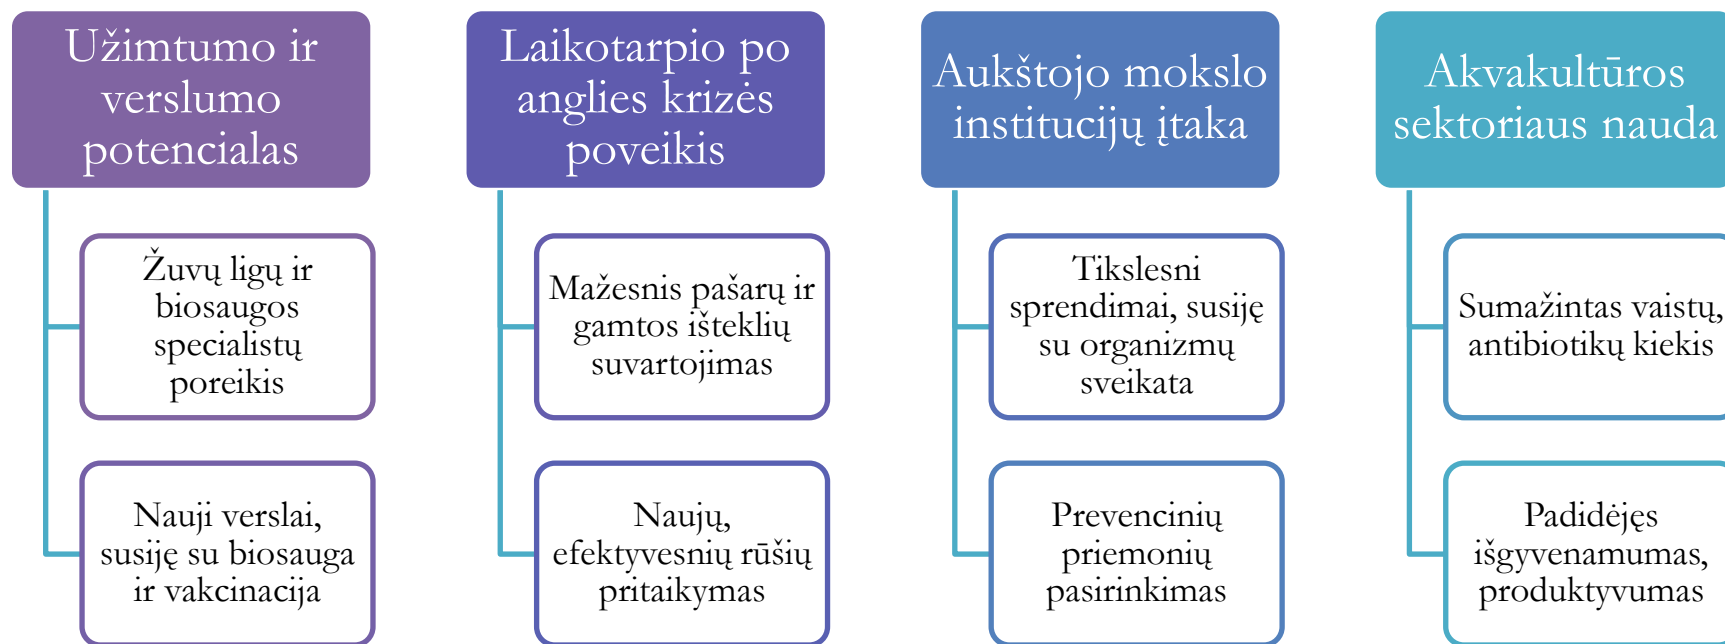 Užimtumo ir
verslumo
potencialas
Žuvų ligų ir
biosaugos
specialistų
poreikis
Nauji verslai,
susiję su biosauga
ir vakcinacija
Laikotarpio po
anglies krizės
poveikis
Mažesnis pašarų ir
gamtos išteklių
suvartojimas
Naujų,
efektyvesnių rūšių
pritaikymas
Aukštojo mokslo
institucijų įtaka
Tikslesni
sprendimai, susiję
su organizmų
sveikata
Prevencinių
priemonių
pasirinkimas
Akvakultūros
sektoriaus nauda
Sumažintas vaistų,
antibiotikų kiekis
Padidėjęs
išgyvenamumas,
produktyvumas